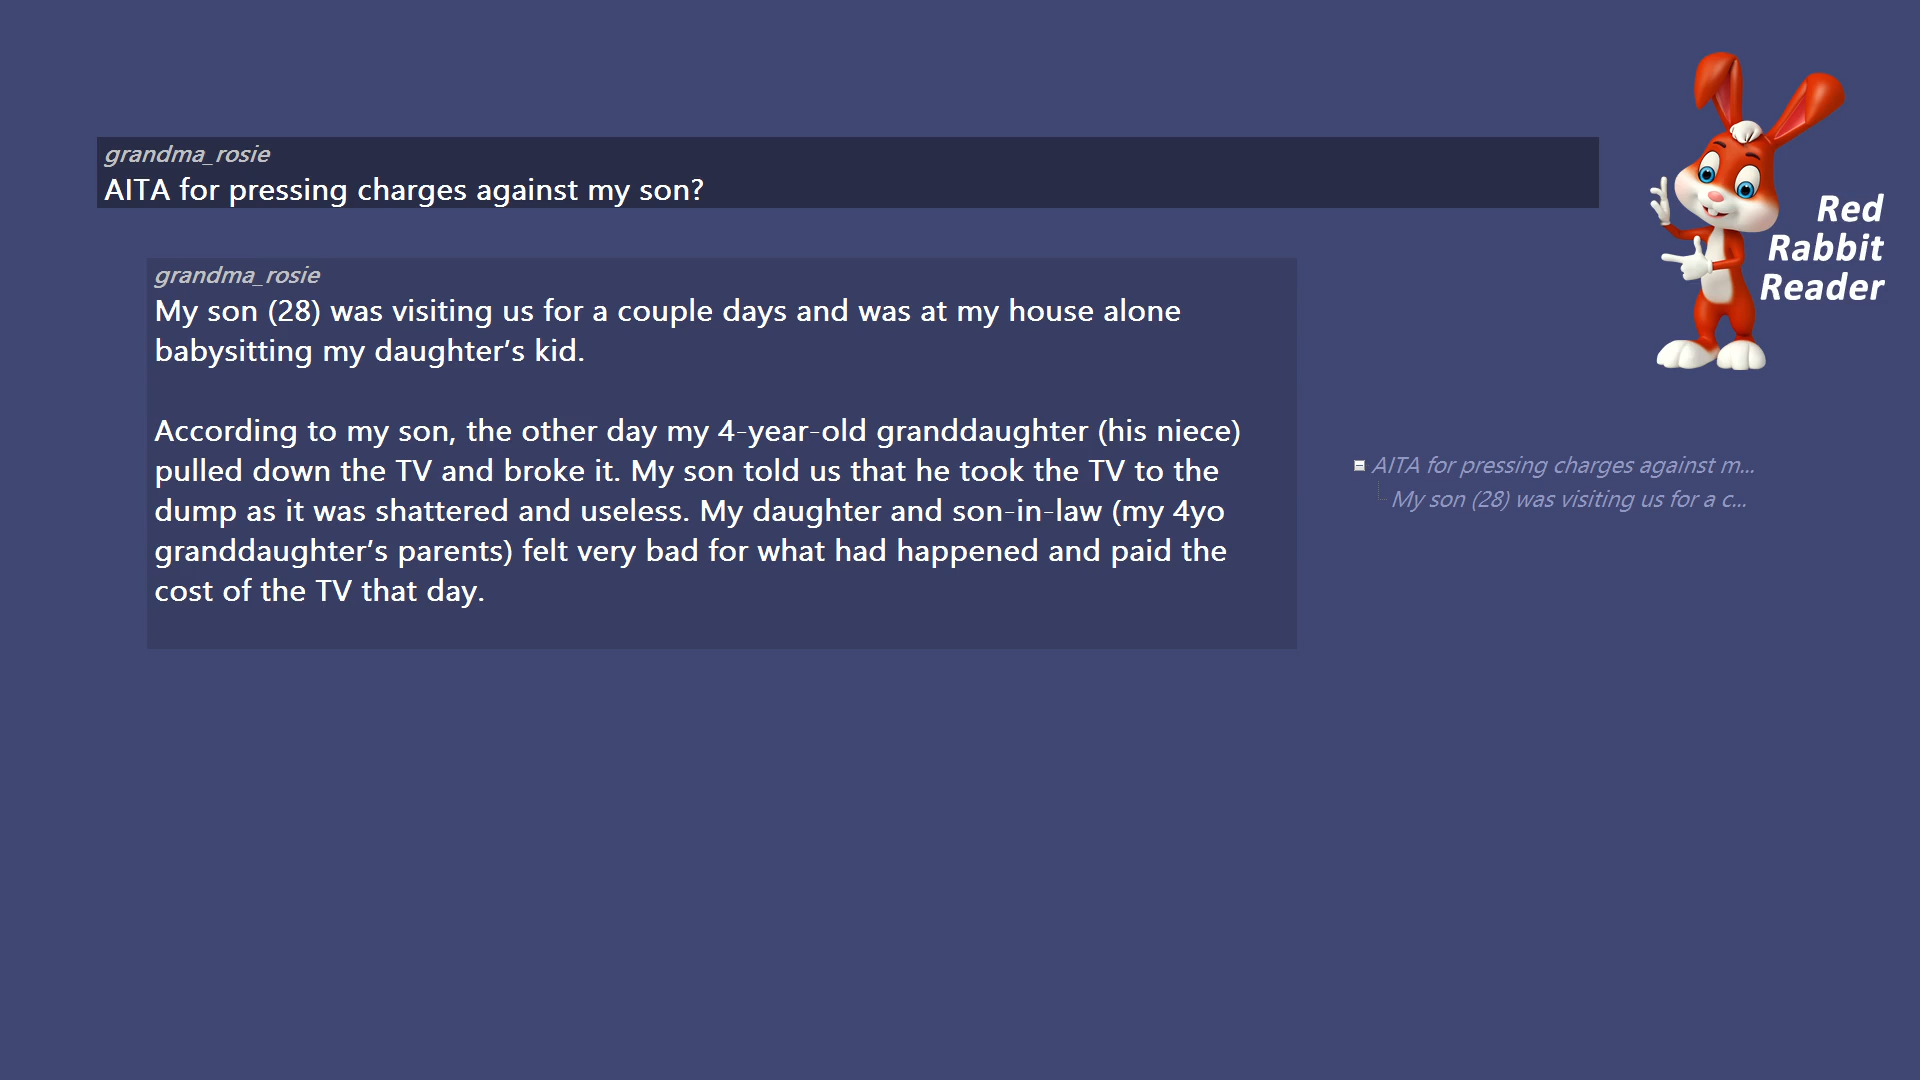 grandma_rosie
AITA for pressing charges against my son?
grandma_rosie
My son (28) was visiting us for a couple days and was at my house alone
babysitting my daughter’s kid.
According to my son, the other day my 4-year-old granddaughter (his niece)
pulled down the TV and broke it. My son told us that he took the TV to the
dump as it was shattered and useless. My daughter and son-in-law (my 4yo
granddaughter’s parents) felt very bad for what had happened and paid the
cost of the TV that day.
Red
Rabbit
Reader
AITA for pressing charges against m...
My son (28) was visiting us for a c...